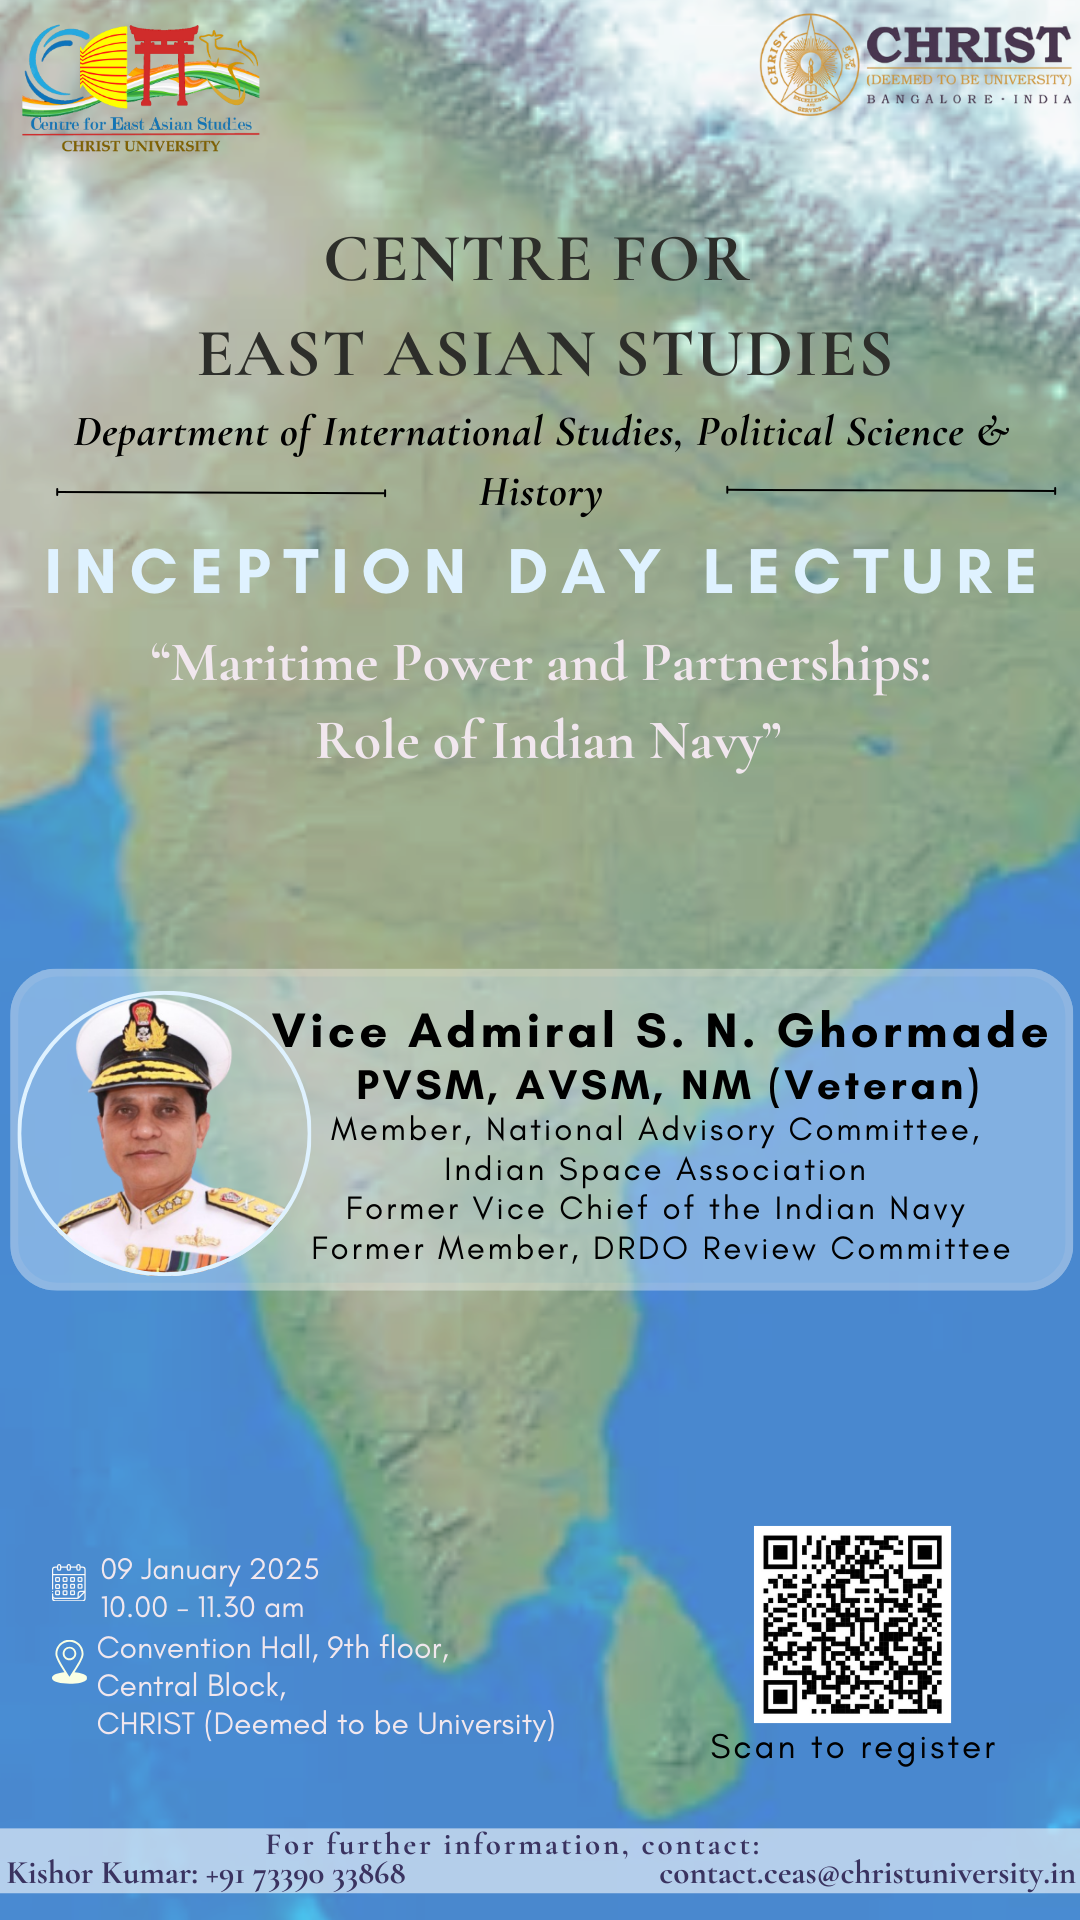 Centre for East Asian Studies
CHRIST UNIVERSITY
CHRIST
EXCELLENCE AND SERVICE
CHRIST
(DEEMED TO BE UNIVERSITY)
BANGALORE · INDIA
CENTRE FOR
EAST ASIAN STUDIES
Department of International Studies, Political Science &
History
INCEPTION DAY LECTURE
“Maritime Power and Partnerships:
Role of Indian Navy”
Vice Admiral S. N. Ghormade
PVSM, AVSM, NM (Veteran)
Member, National Advisory Committee,
Indian Space Association
Former Vice Chief of the Indian Navy
Former Member, DRDO Review Committee
09 January 2025
10.00 – 11.30 am
Convention Hall, 9th floor,
Central Block,
CHRIST (Deemed to be University)
Scan to register
For further information, contact:
Kishor Kumar: +91 73390 33868
contact.ceas@christuniversity.in